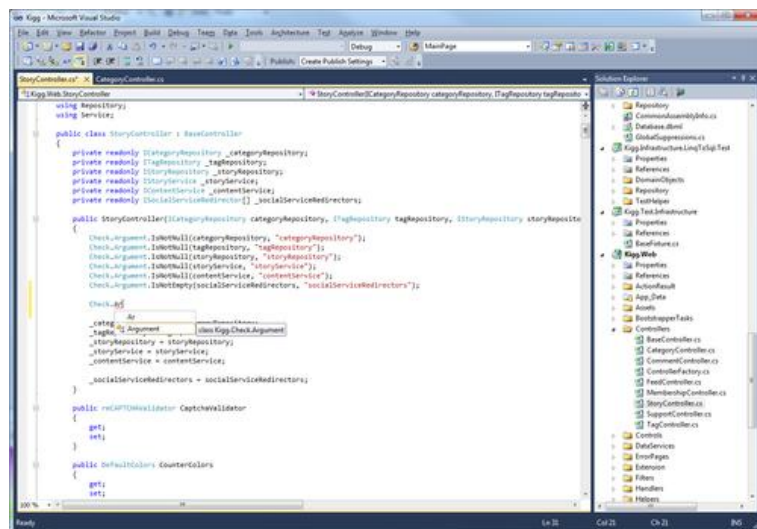 Kigg - Microsoft Visual Studio
File Edit View Refactor Project Build Debug Team Data Tools Architecture Test Analyze Window Help
Debug MainPage
Publish: Create Publish Settings
StoryController.cs* CategoryController.cs
Kigg.Web.StoryController StoryController(ICategoryRepository categoryRepository, ITagRepository tagReposito
using Repository;
using Service;
public class StoryController : BaseController
{
private readonly ICategoryRepository _categoryRepository;
private readonly ITagRepository _tagRepository;
private readonly IStoryRepository _storyRepository;
private readonly IStoryService _storyService;
private readonly IContentService _contentService;
private readonly ISocialServiceRedirector[] _socialServiceRedirectors;
public StoryController(ICategoryRepository categoryRepository, ITagRepository tagRepository, IStoryRepository storyReposito
{
Check.Argument.IsNotNull(categoryRepository, "categoryRepository");
Check.Argument.IsNotNull(tagRepository, "tagRepository");
Check.Argument.IsNotNull(storyRepository, "storyRepository");
Check.Argument.IsNotNull(storyService, "storyService");
Check.Argument.IsNotNull(contentService, "contentService");
Check.Argument.IsNotEmpty(socialServiceRedirectors, "socialServiceRedirectors");
Check.Ar
Ar
Argument class Kigg.Check.Argument
_storyRepository = storyRepository;
_storyService = storyService;
_contentService = contentService;
_socialServiceRedirectors = socialServiceRedirectors;
}
public reCAPTCHAValidator CaptchaValidator
{
get;
set;
}
public DefaultColors CounterColors
{
get;
set;
100 %
Solution Explorer
Repository
CommonAssemblyInfo.cs
Database.dbml
GlobalSuppressions.cs
Kigg.Infrastructure.LinqToSql.Test
Properties
References
DomainObjects
Repository
TestHelper
Kigg.Test.Infrastructure
Properties
References
BaseFixture.cs
Kigg.Web
Properties
References
ActionResult
App_Data
Assets
BootstrapperTasks
Controllers
BaseController.cs
CategoryController.cs
CommentController.cs
ControllerFactory.cs
FeedController.cs
MembershipController.cs
StoryController.cs
SupportController.cs
TagController.cs
Controls
DataServices
ErrorPages
Extension
Filters
Handlers
Helpers
Ready Ln 31 Col 21 Ch 21 INS